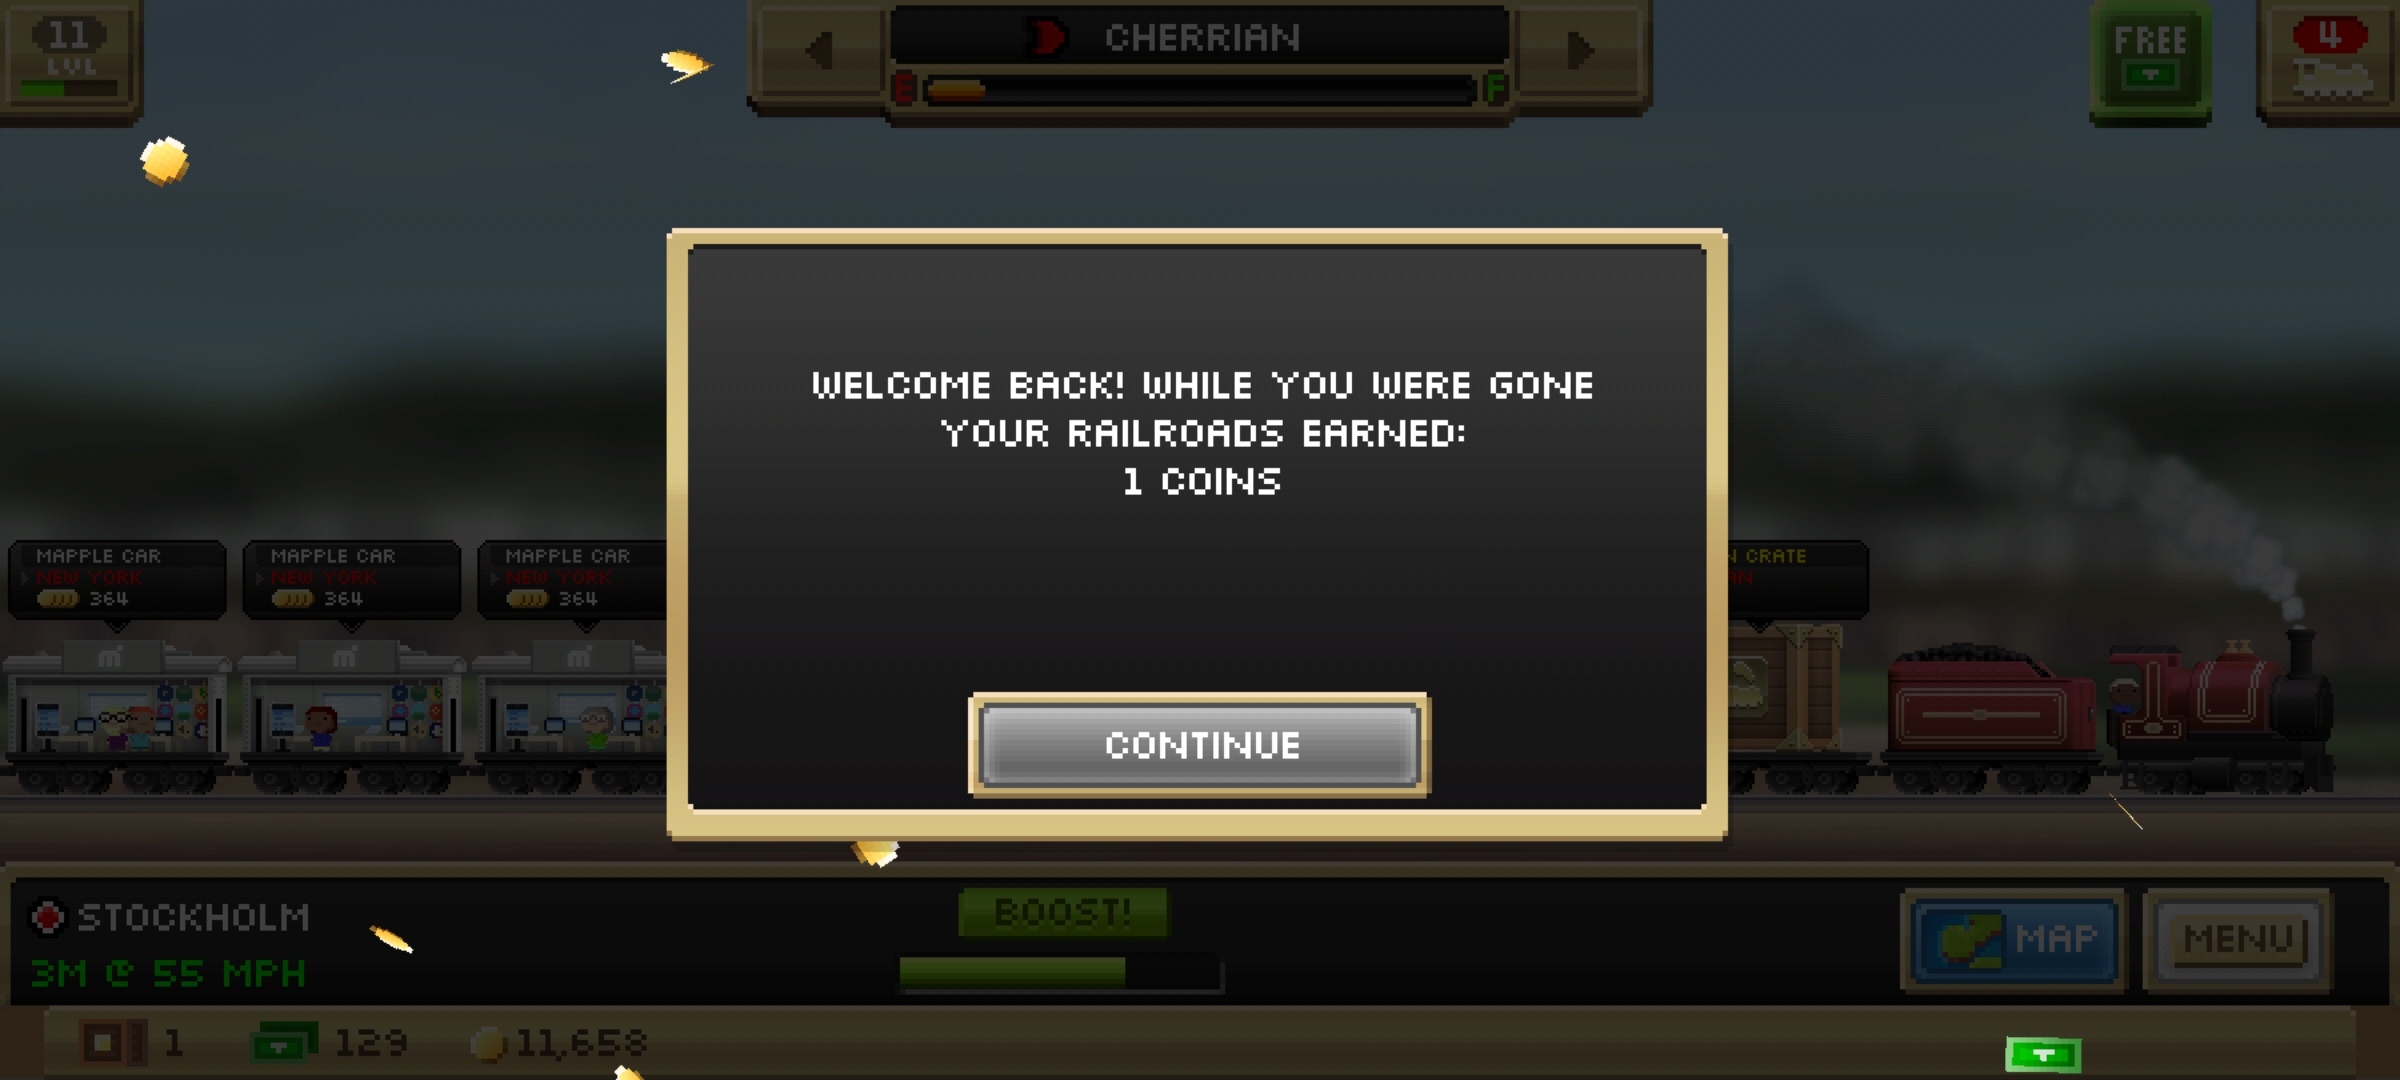 11
LVL
CHERRIAN
E F
FREE
4
WELCOME BACK! WHILE YOU WERE GONE
YOUR RAILROADS EARNED:
1 COINS
CONTINUE
MAPPLE CAR
NEW YORK
364
MAPPLE CAR
NEW YORK
364
MAPPLE CAR
NEW YORK
364
CRATE
m
m
m
STOCKHOLM
3M @ 55 MPH
BOOST!
MAP
MENU
1
129
11,658